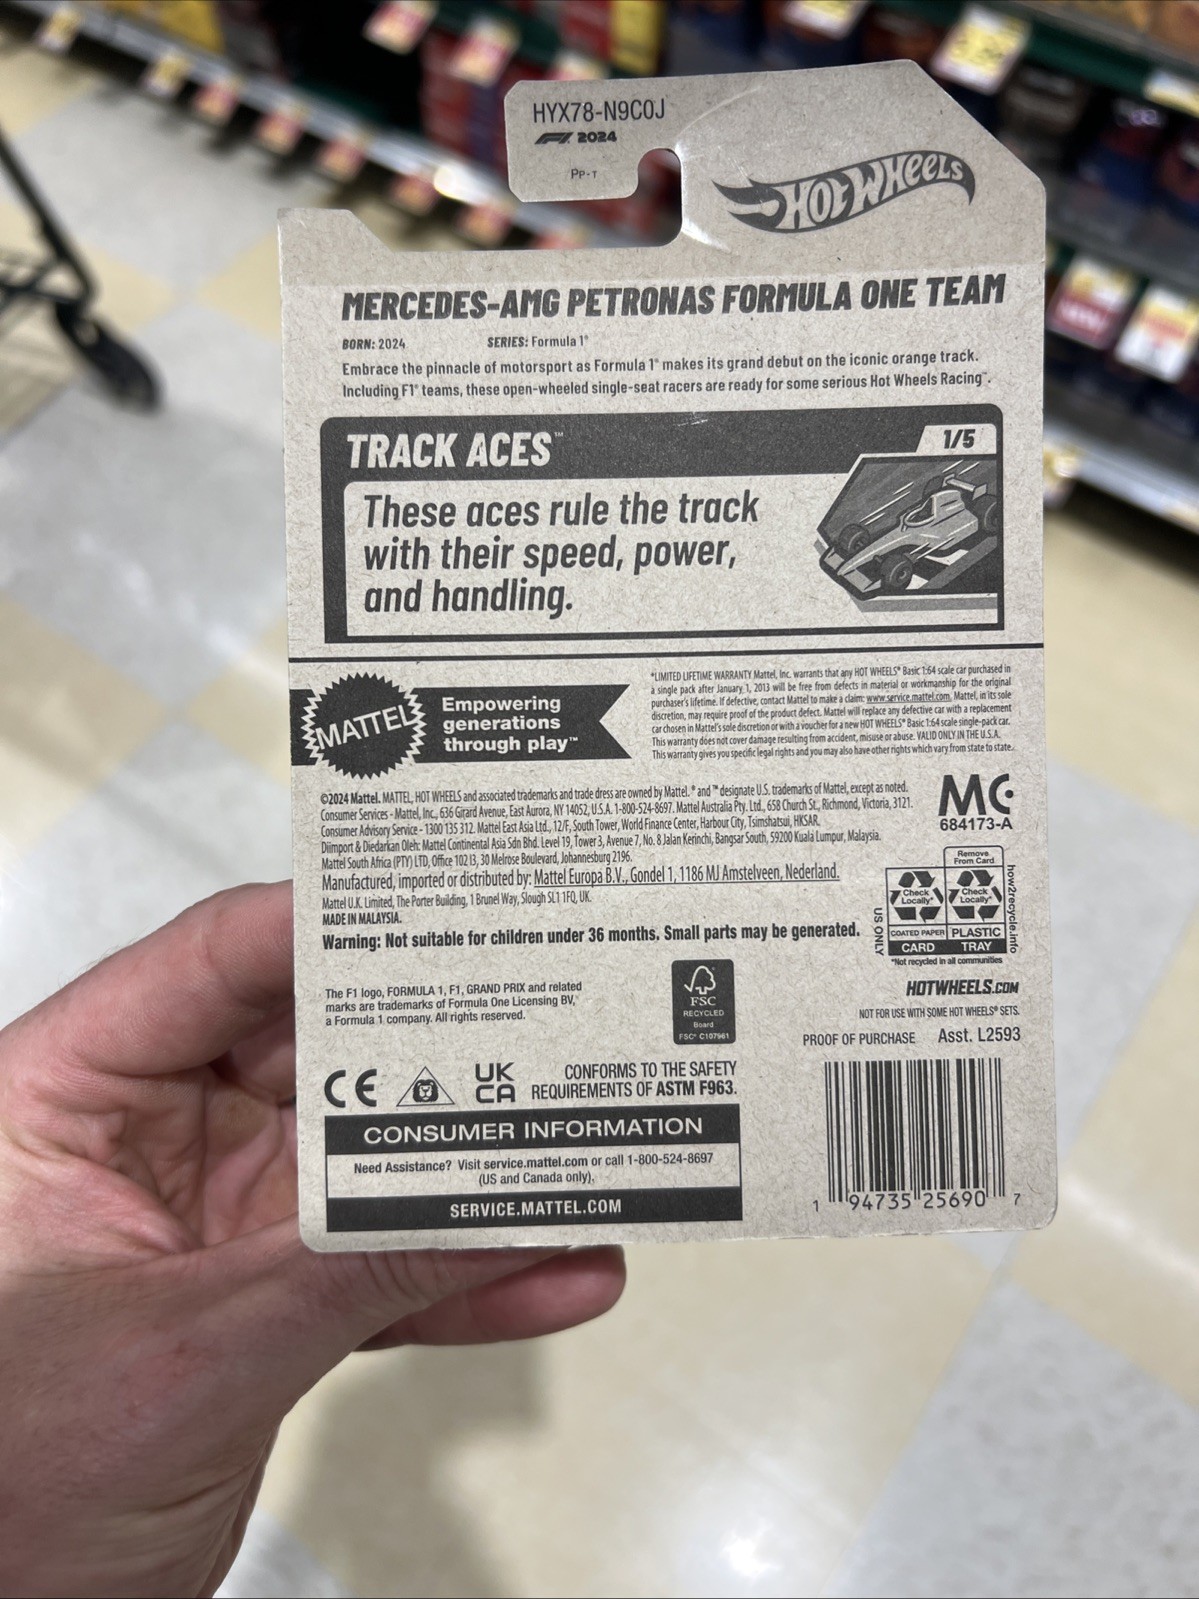 HYX78-N9C0J
F1 2024
PP-T
HOT WHEELS
MERCEDES-AMG PETRONAS FORMULA ONE TEAM
BORN: 2024 SERIES: Formula 1®
Embrace the pinnacle of motorsport as Formula 1® makes its grand debut on the iconic orange track.
Including F1® teams, these open-wheeled single-seat racers are ready for some serious Hot Wheels Racing™.
TRACK ACES™
1/5
These aces rule the track
with their speed, power,
and handling.
MATTEL
Empowering
generations
through play™
*LIMITED LIFETIME WARRANTY Mattel, Inc. warrants that any HOT WHEELS® Basic 1:64 scale car purchased in
a single pack after January 1, 2013 will be free from defects in material or workmanship for the original
purchaser's lifetime. If defective, contact Mattel to make a claim: www.service.mattel.com. Mattel, in its sole
discretion, may require proof of the product defect. Mattel will replace any defective car with a replacement
car chosen in Mattel's sole discretion or with a voucher for a new HOT WHEELS® Basic 1:64 scale single-pack car.
This warranty does not cover damage resulting from accident, misuse or abuse. VALID ONLY IN THE U.S.A.
This warranty gives you specific legal rights and you may also have other rights which vary from state to state.
©2024 Mattel. MATTEL, HOT WHEELS and associated trademarks and trade dress are owned by Mattel. ® and ™ designate U.S. trademarks of Mattel, except as noted.
Consumer Services - Mattel, Inc., 636 Girard Avenue, East Aurora, NY 14052, U.S.A. 1-800-524-8697. Mattel Australia Pty. Ltd., 658 Church St., Richmond, Victoria, 3121.
Consumer Advisory Service - 1300 135 312. Mattel East Asia Ltd., 12/F, South Tower, World Finance Center, Harbour City, Tsimshatsui, HKSAR.
Diimport & Diedarkan Oleh: Mattel Continental Asia Sdn Bhd. Level 19, Tower 3, Avenue 7, No. 8 Jalan Kerinchi, Bangsar South, 59200 Kuala Lumpur, Malaysia.
Mattel South Africa (PTY) LTD, Office 102 I3, 30 Melrose Boulevard, Johannesburg 2196.
Manufactured, imported or distributed by: Mattel Europa B.V., Gondel 1, 1186 MJ Amstelveen, Nederland.
Mattel U.K. Limited, The Porter Building, 1 Brunel Way, Slough SL1 1FQ, UK.
MADE IN MALAYSIA.
Warning: Not suitable for children under 36 months. Small parts may be generated.
MC
684173-A
Remove
From Card
Check
Locally*
Check
Locally*
COATED PAPER
PLASTIC
CARD
TRAY
US ONLY
how2recycle.info
*Not recycled in all communities
The F1 logo, FORMULA 1, F1, GRAND PRIX and related
marks are trademarks of Formula One Licensing BV,
a Formula 1 company. All rights reserved.
FSC
RECYCLED
Board
FSC® C107961
HOTWHEELS.COM
NOT FOR USE WITH SOME HOT WHEELS® SETS.
PROOF OF PURCHASE Asst. L2593
CE
UK
CA
CONFORMS TO THE SAFETY
REQUIREMENTS OF ASTM F963.
CONSUMER INFORMATION
Need Assistance? Visit service.mattel.com or call 1-800-524-8697
(US and Canada only).
SERVICE.MATTEL.COM
1 94735 25690 7